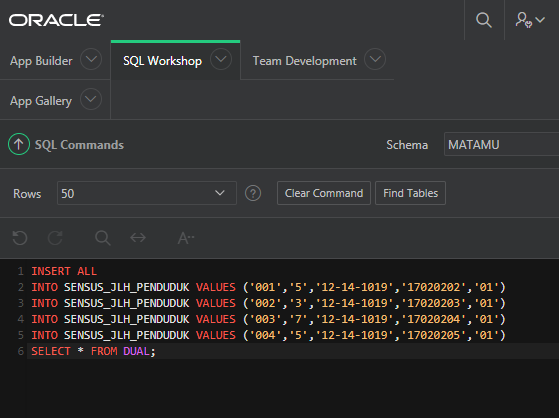 ORACLE
App Builder SQL Workshop Team Development
App Gallery
SQL Commands Schema MATAMU
Rows 50 ? Clear Command Find Tables
A··
1 INSERT ALL
2 INTO SENSUS_JLH_PENDUDUK VALUES ('001','5','12-14-1019','17020202','01')
3 INTO SENSUS_JLH_PENDUDUK VALUES ('002','3','12-14-1019','17020203','01')
4 INTO SENSUS_JLH_PENDUDUK VALUES ('003','7','12-14-1019','17020204','01')
5 INTO SENSUS_JLH_PENDUDUK VALUES ('004','5','12-14-1019','17020205','01')
6 SELECT * FROM DUAL;